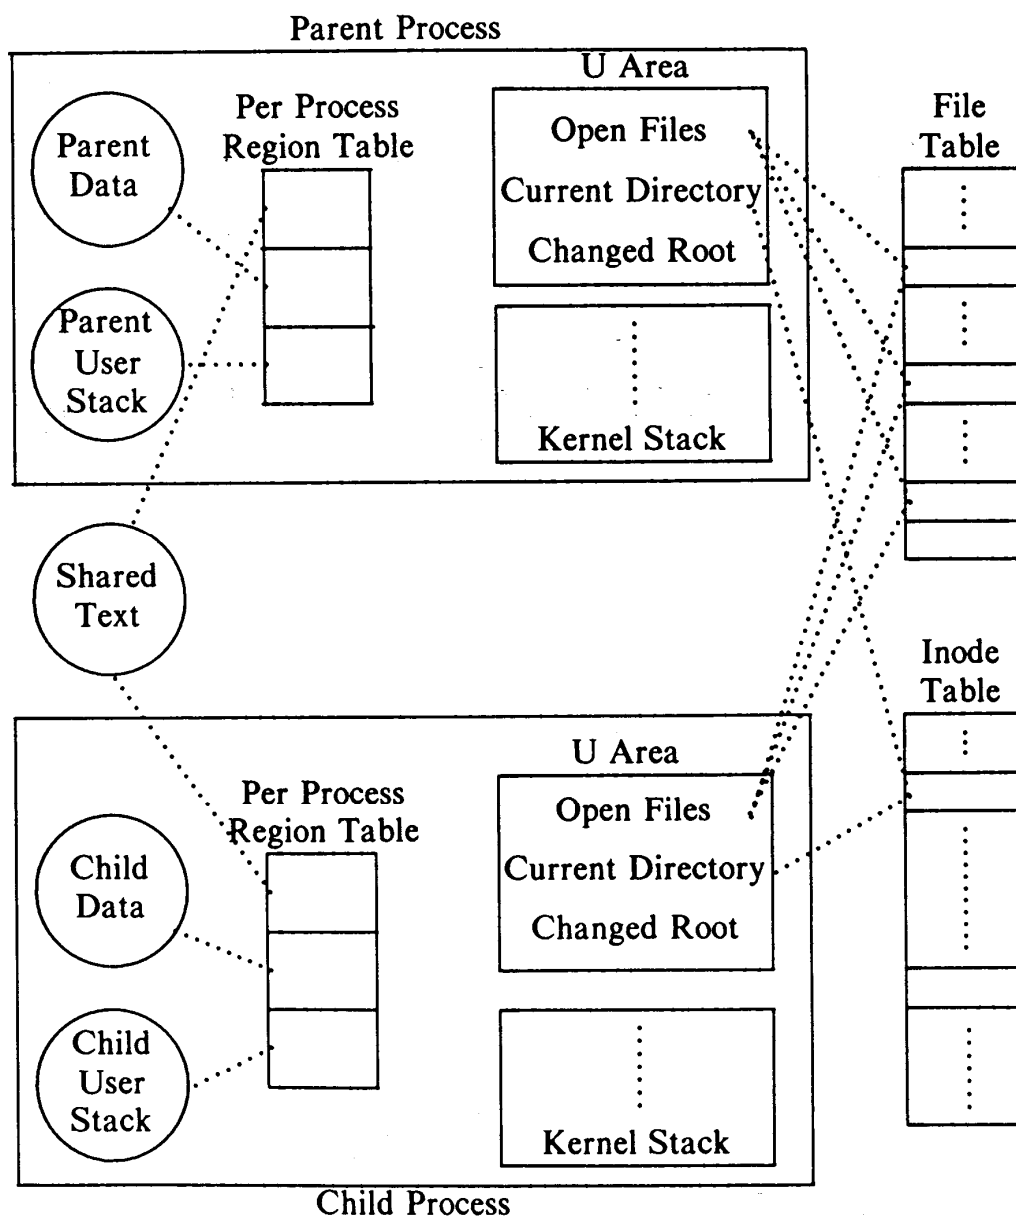 Parent Process
U Area
Per Process
Region Table
Parent
Data
Open Files
Current Directory
Changed Root
File
Table
Parent
User
Stack
Kernel Stack
Shared
Text
Inode
Table
U Area
Per Process
Region Table
Open Files
Current Directory
Changed Root
Child
Data
Child
User
Stack
Kernel Stack
Child Process